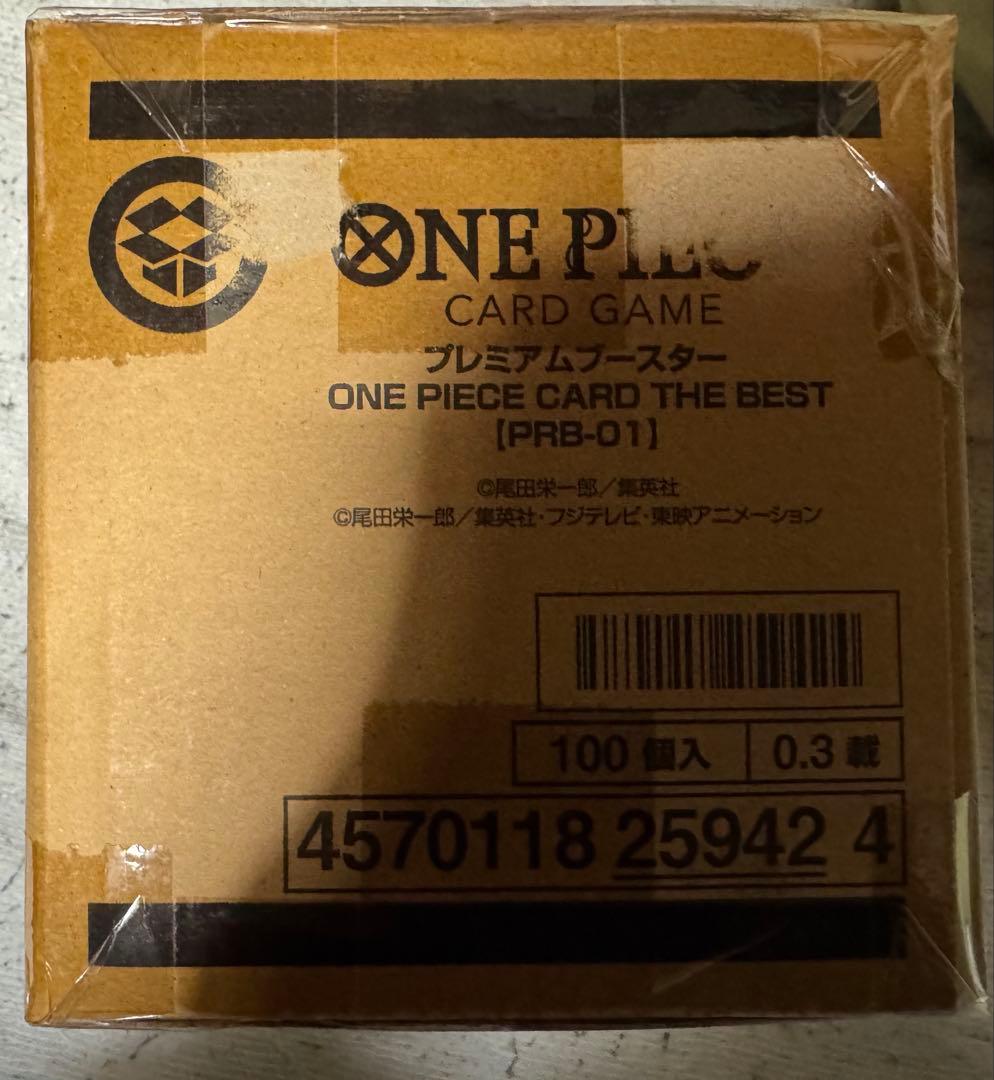 ONE PIEC
CARD GAME
プレミアムブースター
ONE PIECE CARD THE BEST
【PRB-01】
©尾田栄一郎／集英社
©尾田栄一郎／集英社・フジテレビ・東映アニメーション
100 個入 0.3 載
4570118 25942 4